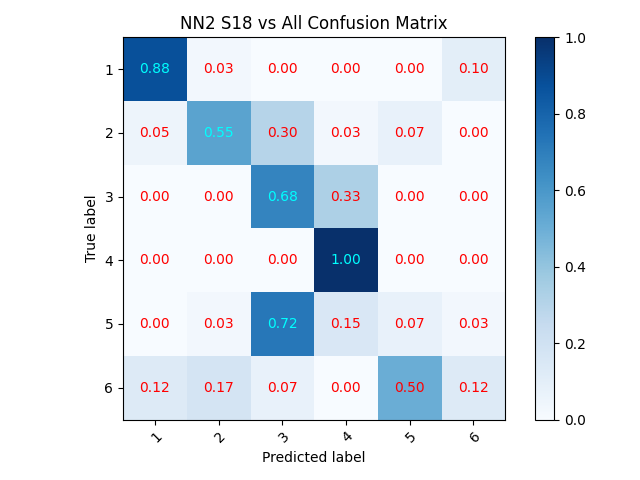 NN2 S18 vs All Confusion Matrix
1 0.88 0.03 0.00 0.00 0.00 0.10
2 0.05 0.55 0.30 0.03 0.07 0.00
3 0.00 0.00 0.68 0.33 0.00 0.00
4 0.00 0.00 0.00 1.00 0.00 0.00
5 0.00 0.03 0.72 0.15 0.07 0.03
6 0.12 0.17 0.07 0.00 0.50 0.12
1 2 3 4 5 6
True label
Predicted label
1.0
0.8
0.6
0.4
0.2
0.0